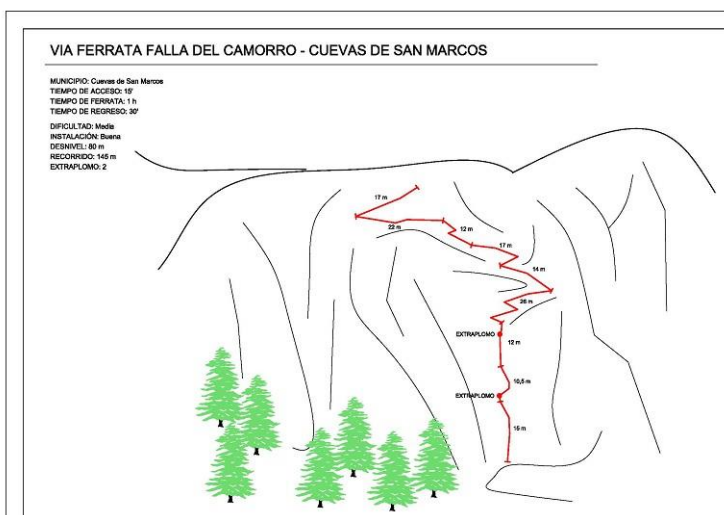 VIA FERRATA FALLA DEL CAMORRO - CUEVAS DE SAN MARCOS
MUNICIPIO: Cuevas de San Marcos
TIEMPO DE ACCESO: 15'
TIEMPO DE FERRATA: 1 h
TIEMPO DE REGRESO: 30'
DIFICULTAD: Media
INSTALACIÓN: Buena
DESNIVEL: 80 m
RECORRIDO: 145 m
EXTRAPLOMO: 2
17 m
22 m
12 m
17 m
14 m
26 m
EXTRAPLOMO
12 m
10,5 m
EXTRAPLOMO
15 m